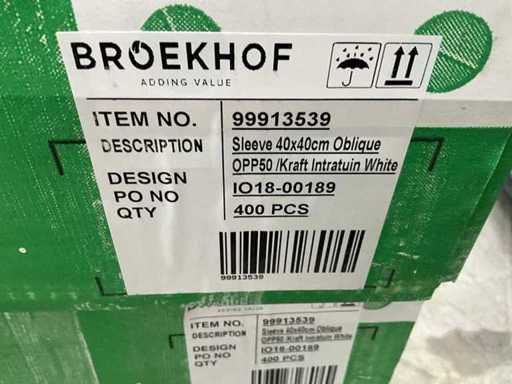 BROEKHOF
ADDING VALUE
ITEM NO. 99913539
DESCRIPTION Sleeve 40x40cm Oblique
OPP50 /Kraft Intratuin White
DESIGN
PO NO IO18-00189
QTY 400 PCS
99913539
ADDING VALUE
ITEM NO. 99913539
DESCRIPTION Sleeve 40x40cm Oblique
OPP50 /Kraft Intratuin White
DESIGN
PO NO IO18-00189
QTY 400 PCS